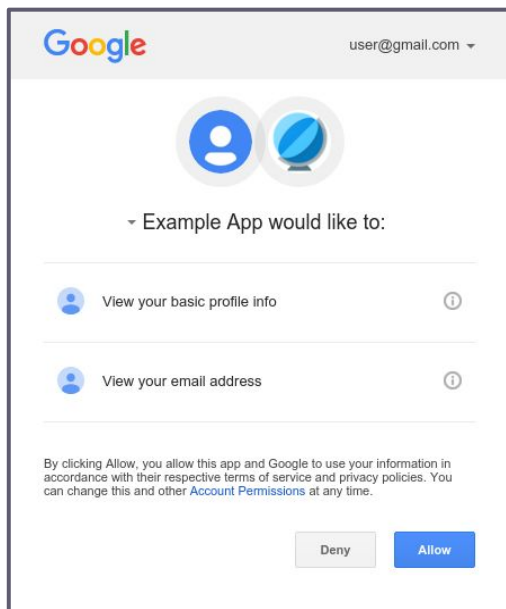 Google
user@gmail.com
Example App would like to:
View your basic profile info
View your email address
By clicking Allow, you allow this app and Google to use your information in
accordance with their respective terms of service and privacy policies. You
can change this and other Account Permissions at any time.
Deny
Allow